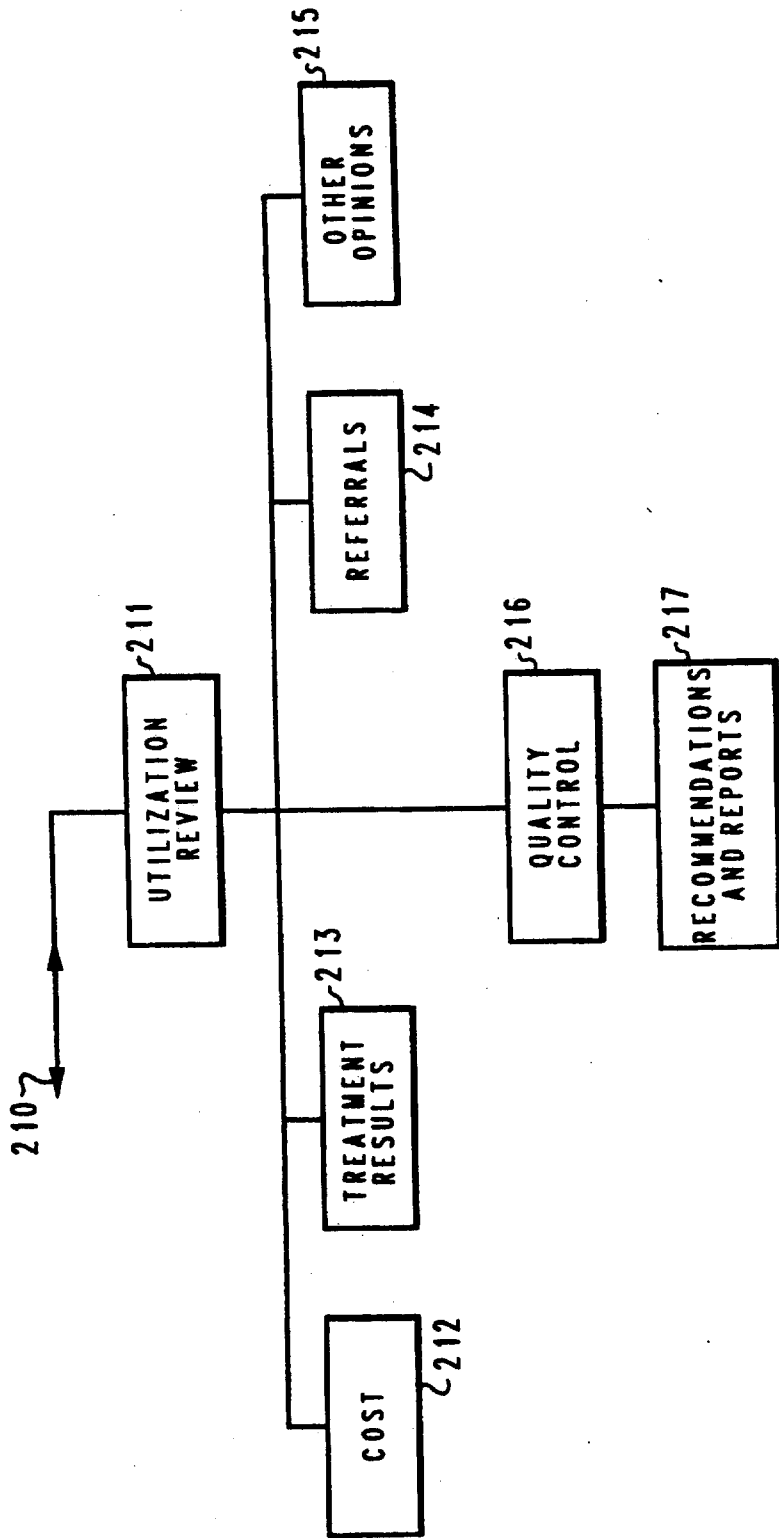 210
UTILIZATION
REVIEW
211
COST
212
TREATMENT
RESULTS
213
REFERRALS
214
OTHER
OPINIONS
215
QUALITY
CONTROL
216
RECOMMENDATIONS
AND REPORTS
217